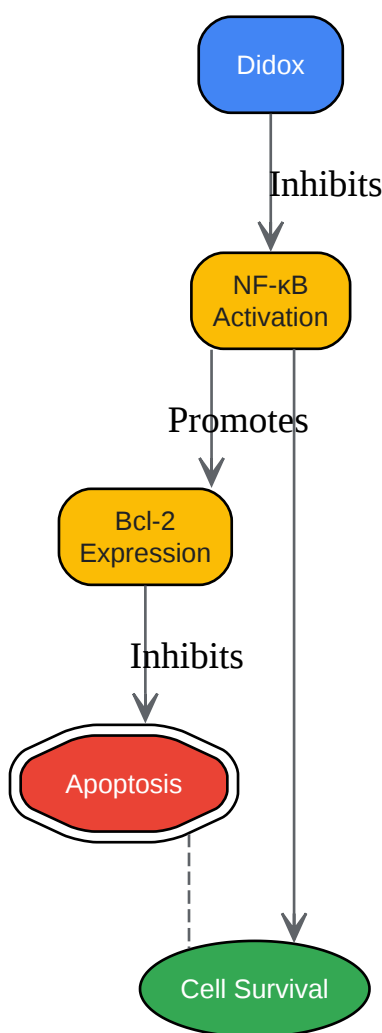 Didox
Inhibits
NF-κB
Activation
Promotes
Bcl-2
Expression
Inhibits
Apoptosis
Cell Survival